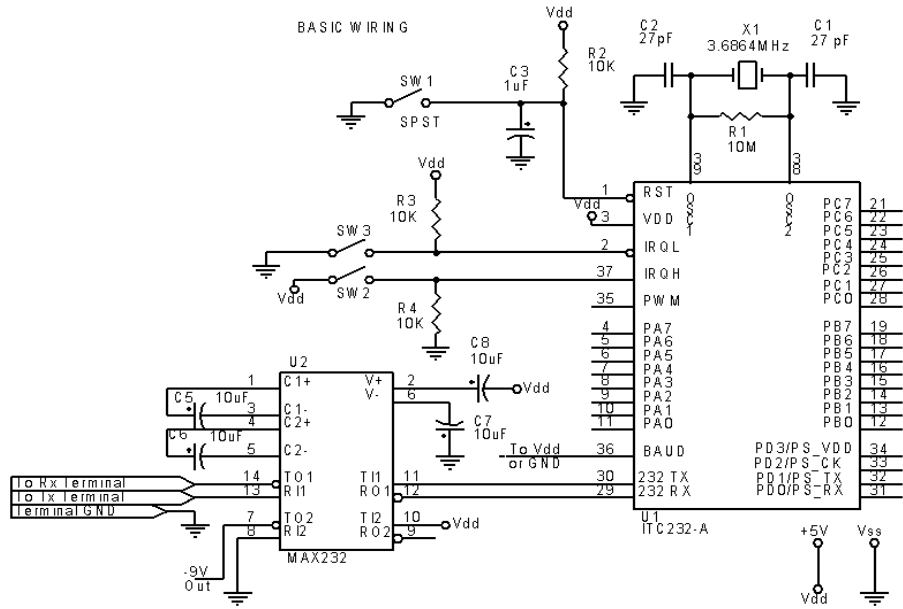 BASIC WIRING
Vdd
R2
10K
C2
27pF
X1
3.6864MHz
C1
27 pF
SW1
SPST
C3
1uF
R1
10M
39
38
Vdd
R3
10K
SW3
Vdd
SW2
R4
10K
Vdd
1 RST
3 VDD
2 IRQL
37 IRQH
35 PWM
4 PA7
5 PA6
6 PA5
7 PA4
8 PA3
9 PA2
10 PA1
11 PA0
To Vdd
or GND
36 BAUD
30 232 TX
29 232 RX
OSC1
OSC2
PC7 21
PC6 22
PC5 23
PC4 24
PC3 25
PC2 26
PC1 27
PC0 28
PB7 19
PB6 18
PB5 17
PB4 16
PB3 15
PB2 14
PB1 13
PB0 12
PD3/PS_VDD 34
PD2/PS_CK 33
PD1/PS_TX 32
PD0/PS_RX 31
U1
ITC232-A
U2
1 C1+
3 C1-
4 C2+
5 C2-
14 TO1
13 RI1
7 TO2
8 RI2
V+ 2
V- 6
TI1 11
RO1 12
TI2 10
RO2 9
MAX232
C5 10uF
C6 10uF
C8
10uF
Vdd
C7
10uF
Vdd
To Rx Terminal
To Tx Terminal
Terminal GND
-9V
Out
+5V
Vdd
Vss